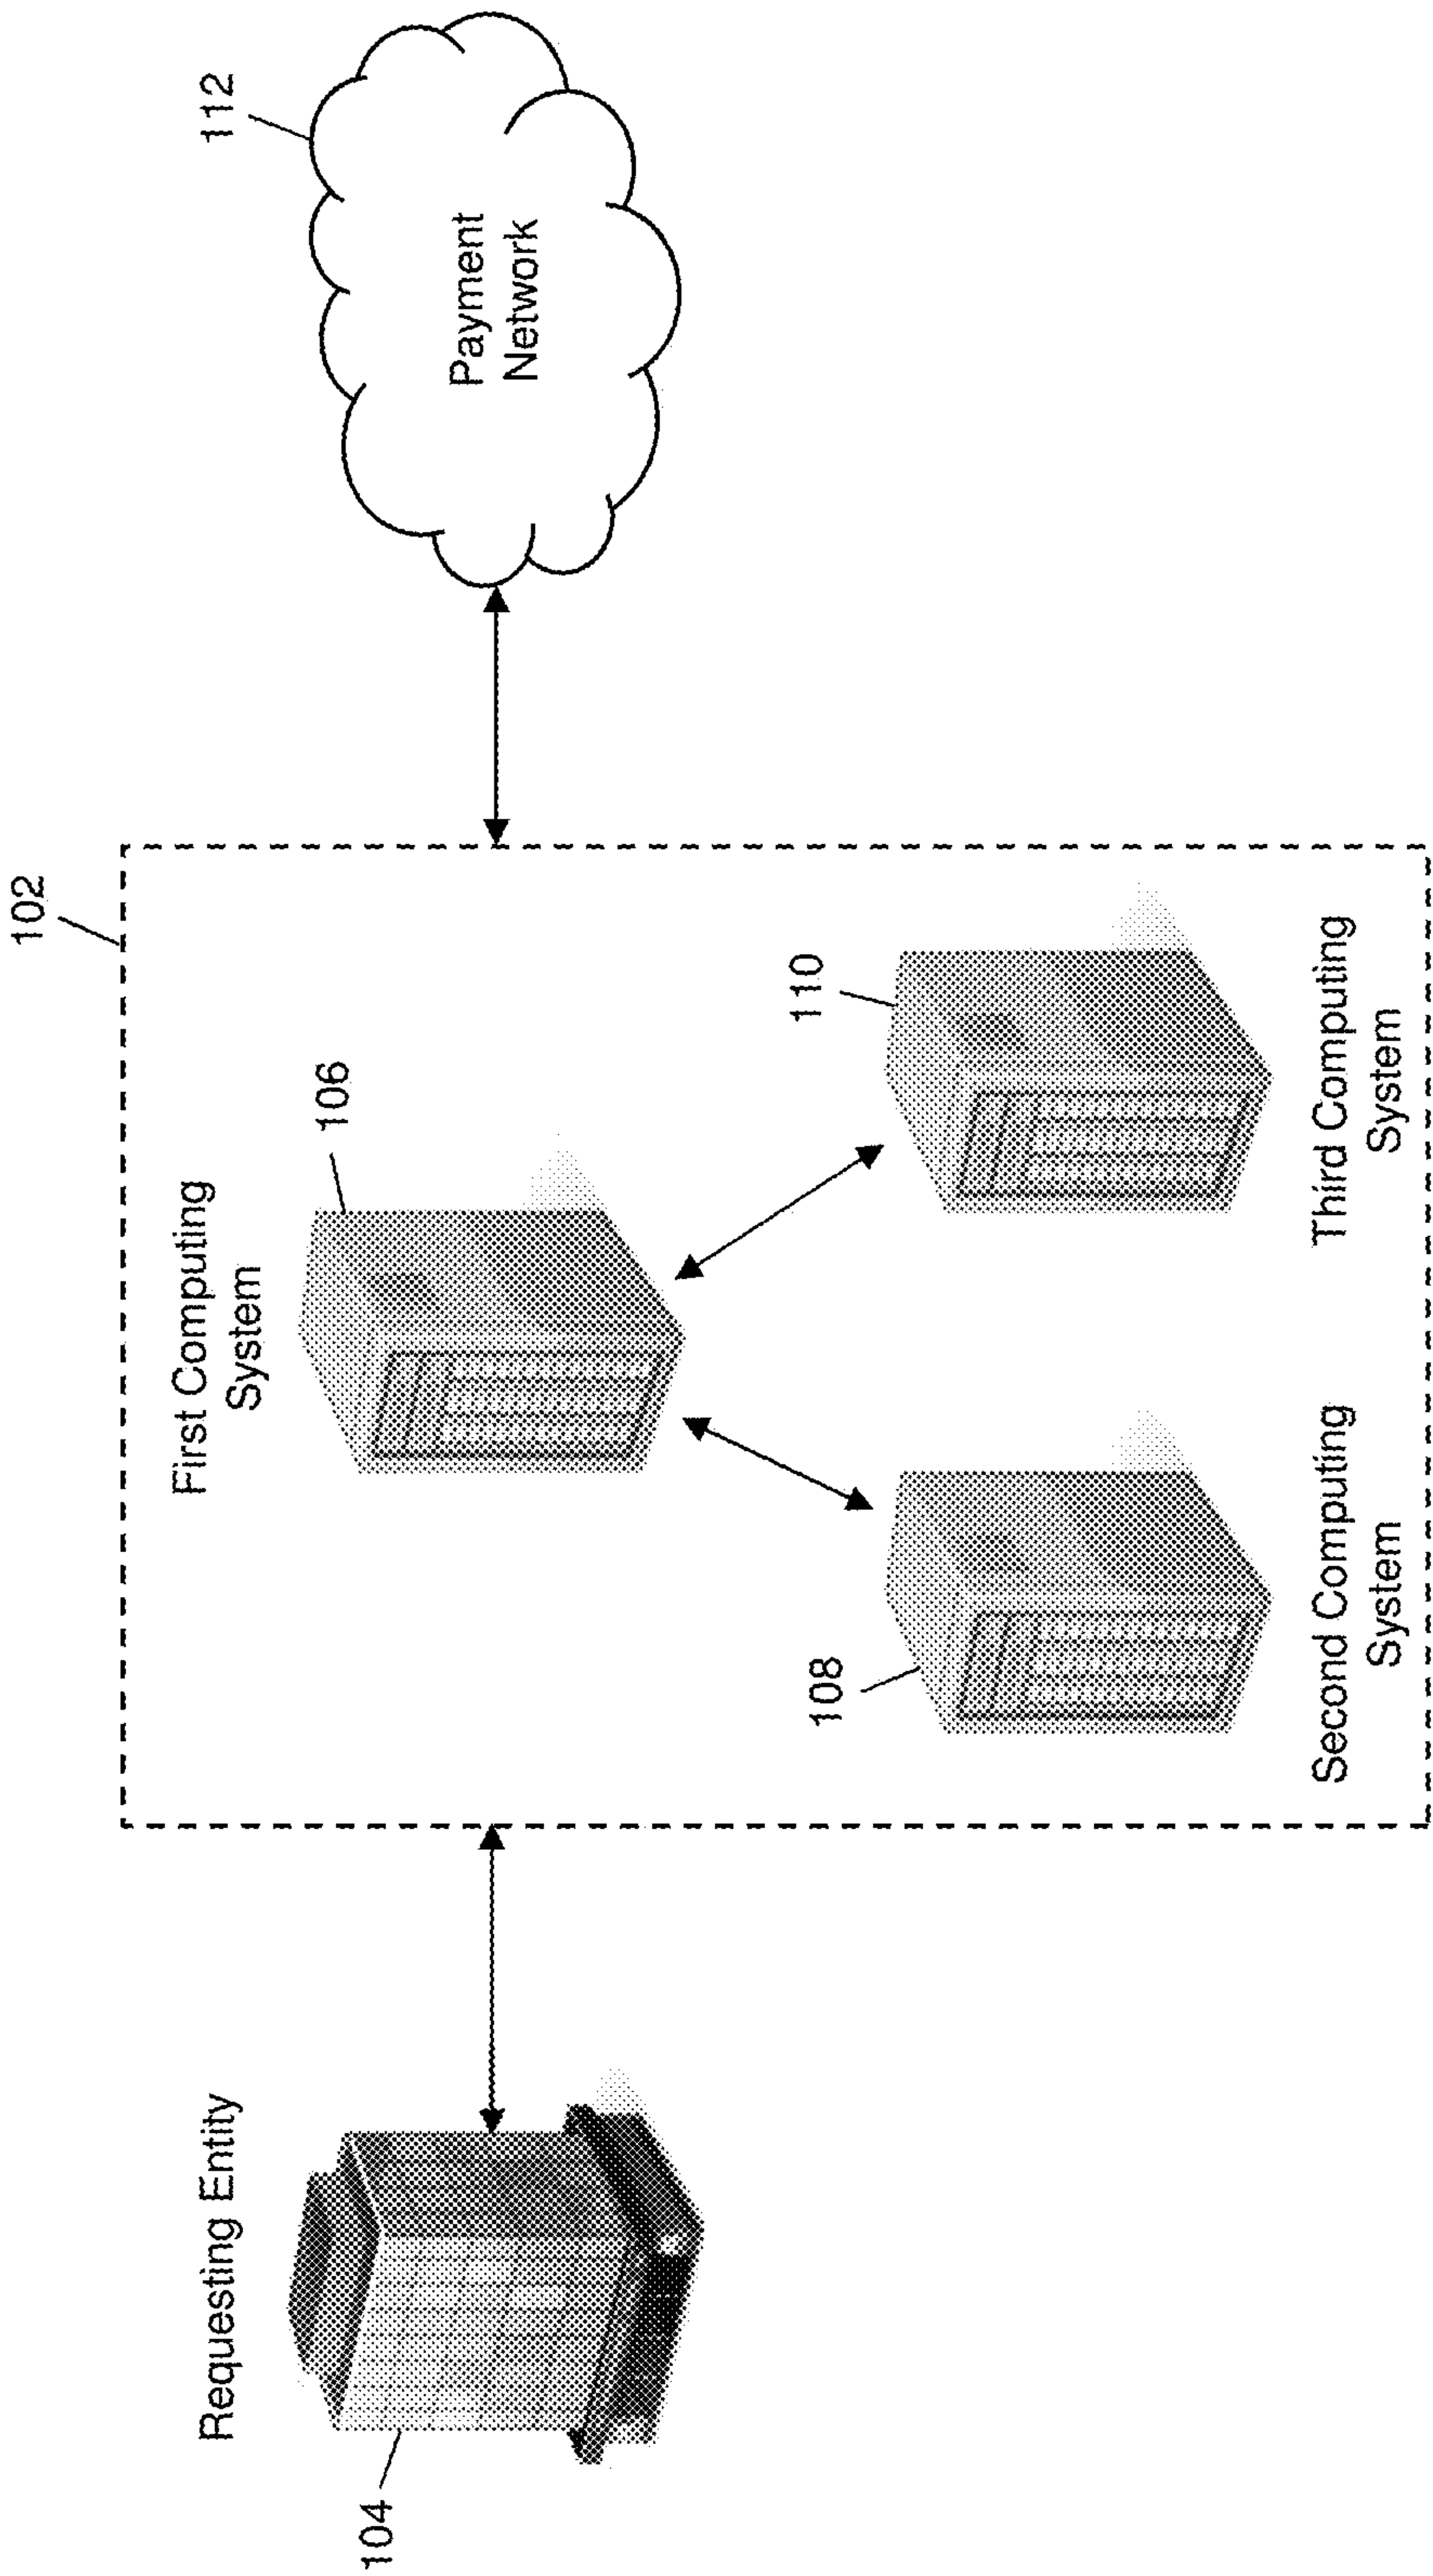 102
112
Requesting Entity
104
First Computing
System
106
Payment
Network
108
110
Second Computing
System
Third Computing
System